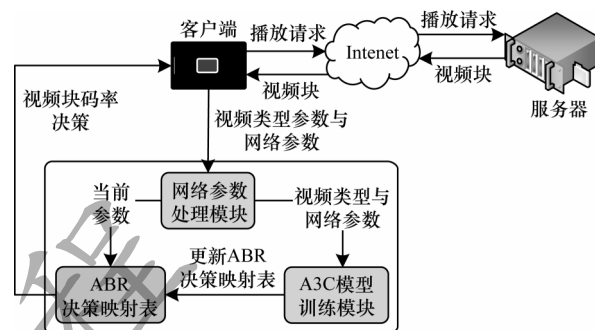 客户端
播放请求
播放请求
Intenet
视频块
视频块
服务器
视频块码率
决策
视频类型参数与
网络参数
当前
参数
网络参数
处理模块
视频类型与
网络参数
更新ABR
决策映射表
ABR
决策映射表
A3C模型
训练模块
程